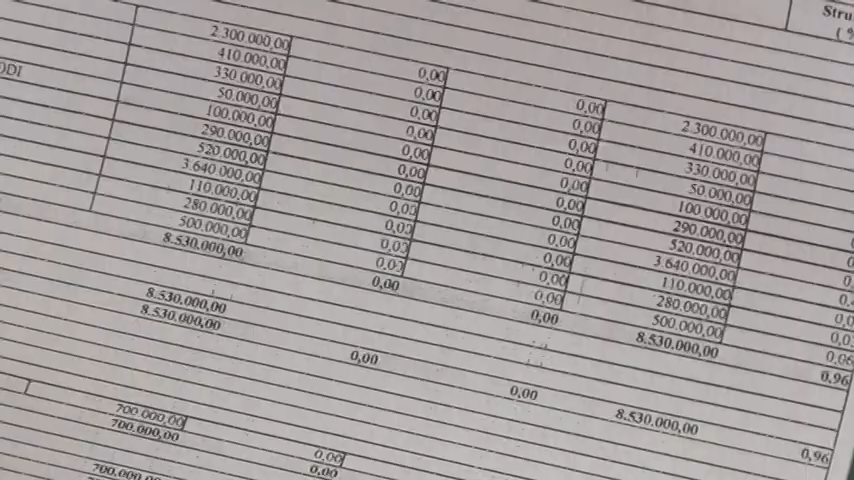 Stru
( %
2.300.000,00 0,00 0,00 2.300.000,00
410.000,00 0,00 0,00 410.000,00
ODI 330.000,00 0,00 0,00 330.000,00
50.000,00 0,00 0,00 50.000,00
100.000,00 0,00 0,00 100.000,00
290.000,00 0,00 0,00 290.000,00
520.000,00 0,00 0,00 520.000,00
3.640.000,00 0,00 0,00 3.640.000,00
110.000,00 0,00 0,00 110.000,00
280.000,00 0,00 0,00 280.000,00
500.000,00 0,00 0,00 500.000,00 0,06
8.530.000,00 0,00 0,00 8.530.000,00 0,96
8.530.000,00
8.530.000,00 0,00 0,00 8.530.000,00 0,96
700.000,00 0,00
700.000,00 0,00
700.000,00